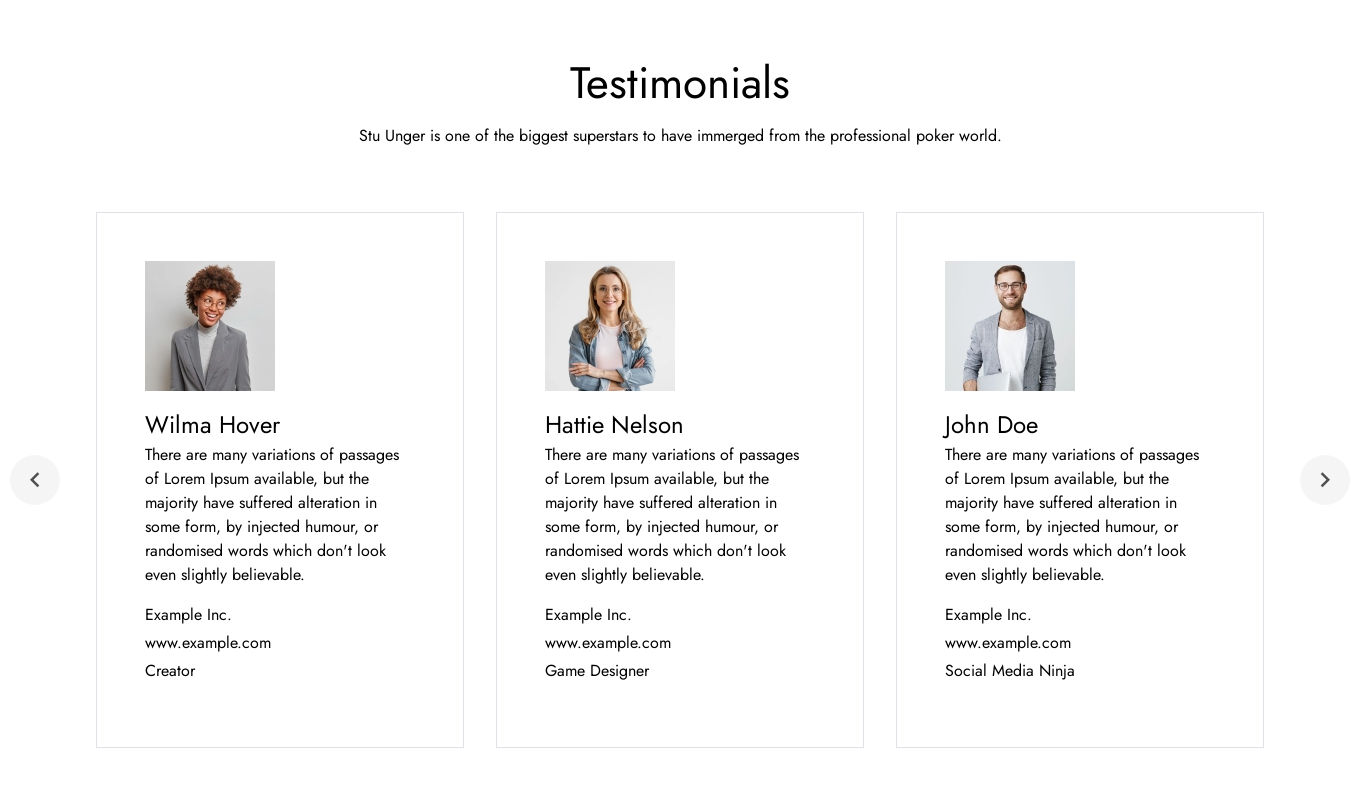 Testimonials
Stu Unger is one of the biggest superstars to have immerged from the professional poker world.
Wilma Hover
There are many variations of passages
of Lorem Ipsum available, but the
majority have suffered alteration in
some form, by injected humour, or
randomised words which don't look
even slightly believable.
Example Inc.
www.example.com
Creator
Hattie Nelson
There are many variations of passages
of Lorem Ipsum available, but the
majority have suffered alteration in
some form, by injected humour, or
randomised words which don't look
even slightly believable.
Example Inc.
www.example.com
Game Designer
John Doe
There are many variations of passages
of Lorem Ipsum available, but the
majority have suffered alteration in
some form, by injected humour, or
randomised words which don't look
even slightly believable.
Example Inc.
www.example.com
Social Media Ninja